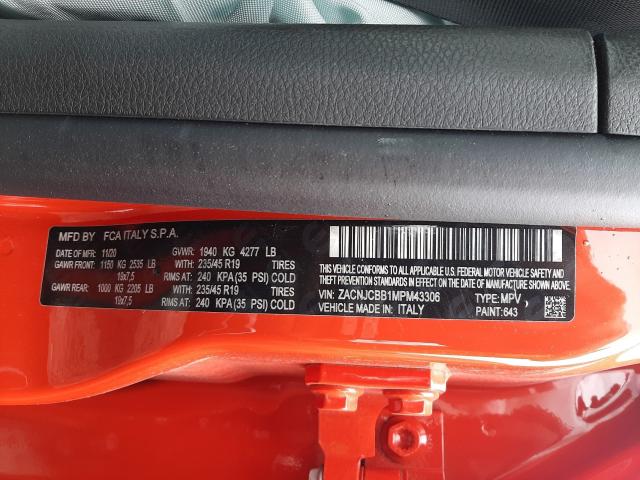 MFD BY FCA ITALY S.P.A.
DATE OF MFR: 11/20 GVWR: 1940 KG 4277 LB
GAWR FRONT: 1150 KG 2535 LB WITH: 235/45 R19 TIRES
19x7,5 RIMS AT: 240 KPA (35 PSI) COLD
GAWR REAR: 1000 KG 2205 LB WITH: 235/45 R19 TIRES
19x7,5 RIMS AT: 240 KPA (35 PSI) COLD
THIS VEHICLE CONFORMS TO ALL APPLICABLE U.S. FEDERAL MOTOR VEHICLE SAFETY AND
THEFT PREVENTION STANDARDS IN EFFECT ON THE DATE OF MANUFACTURE SHOWN ABOVE.
VIN: ZACNJCBB1MPM43306 TYPE: MPV
VEHICLE MADE IN: ITALY PAINT: 643